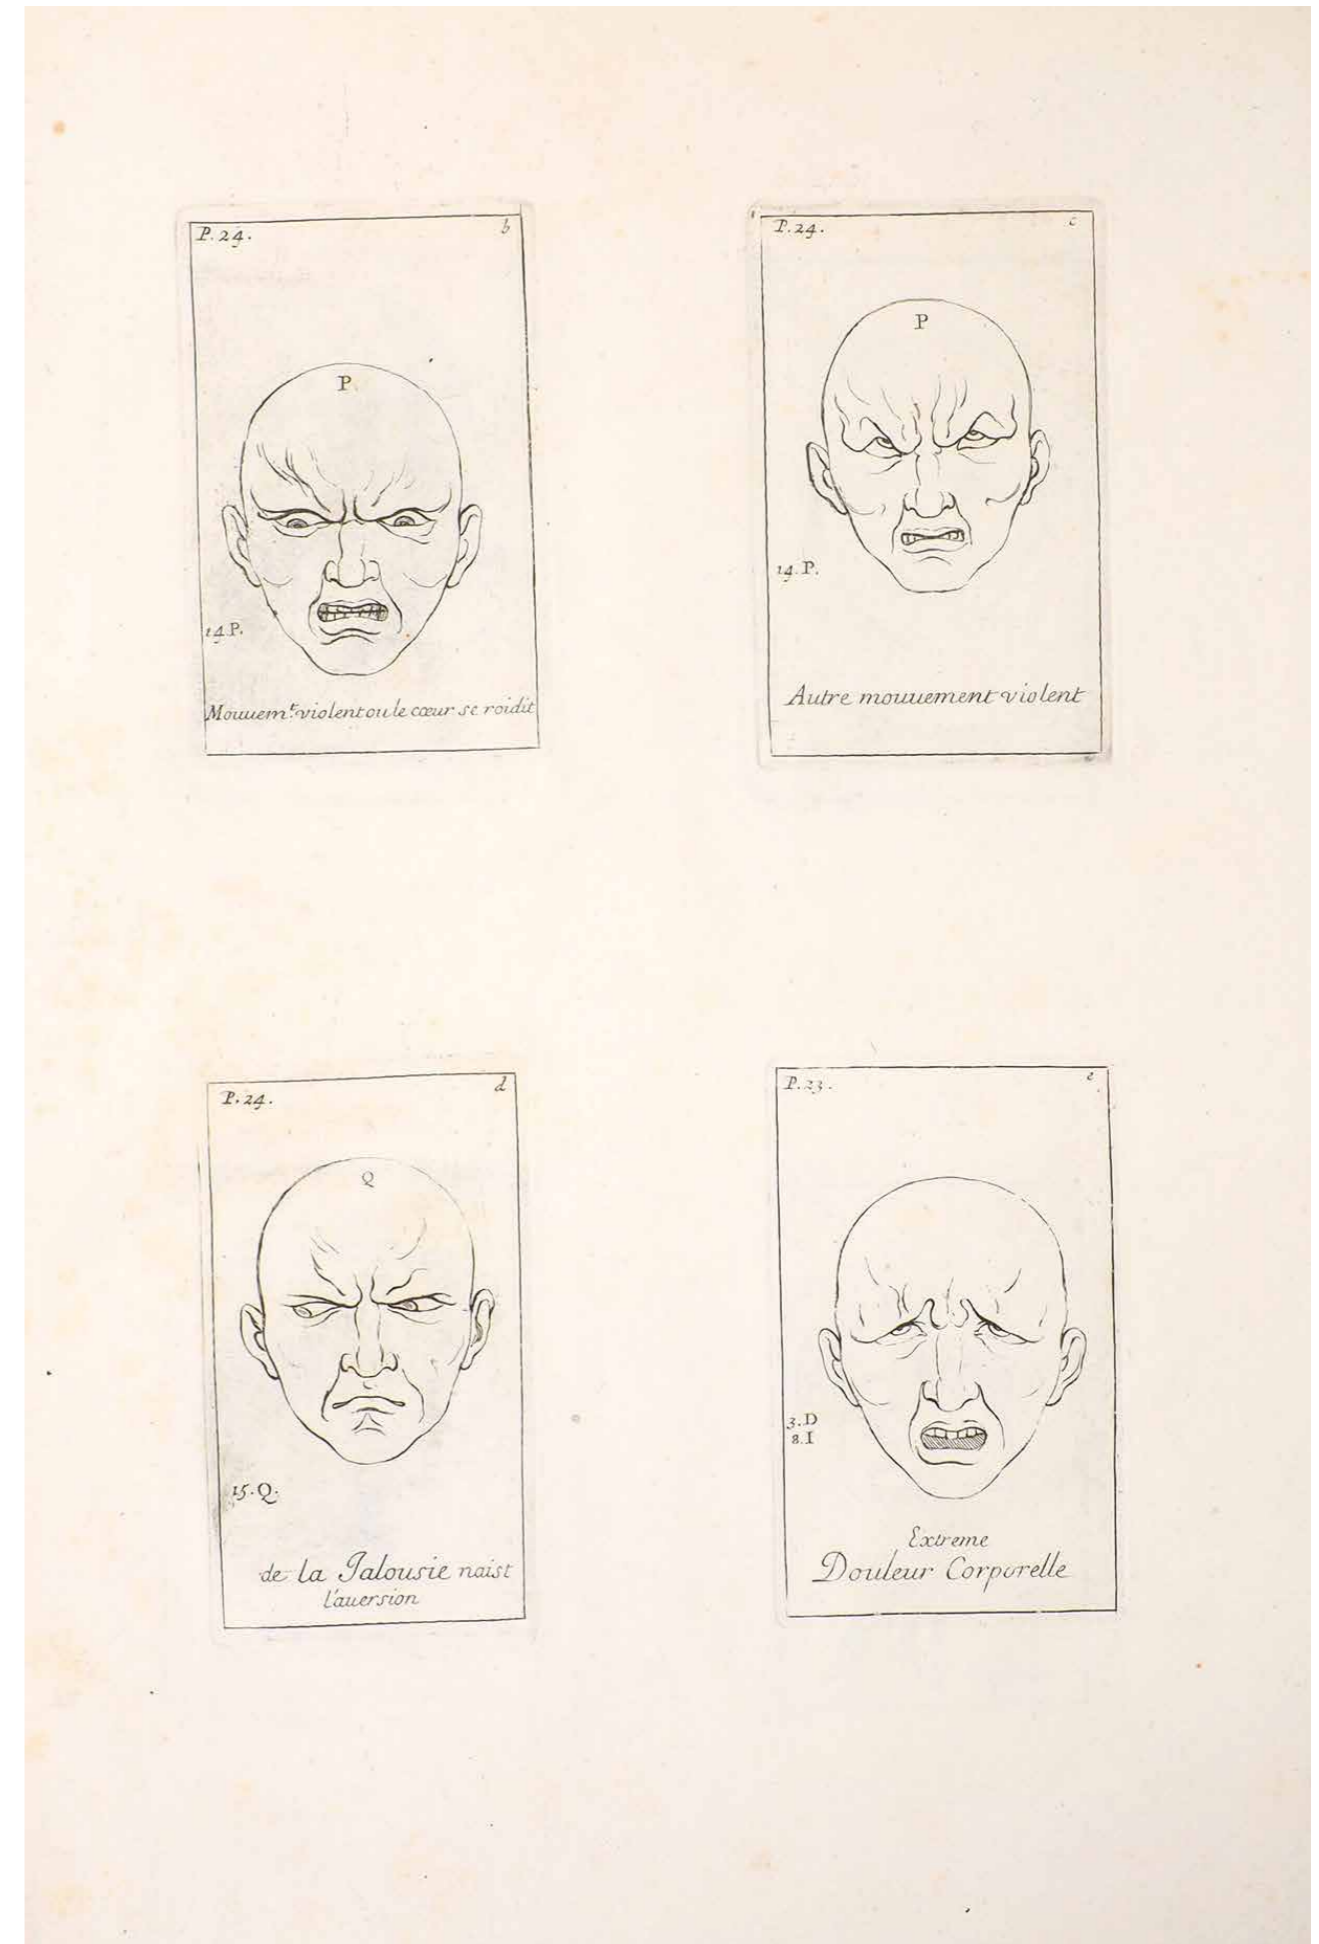 P. 24.
b
P
14 P.
Mouuem.t violent ou le cœur se roidit
P. 24.
c
P
14. P.
Autre mouuement violent
P. 24.
d
Q
15. Q.
de la Jalousie naist
l'auersion
P. 23.
e
3. D
8. I
Extreme
Douleur Corporelle